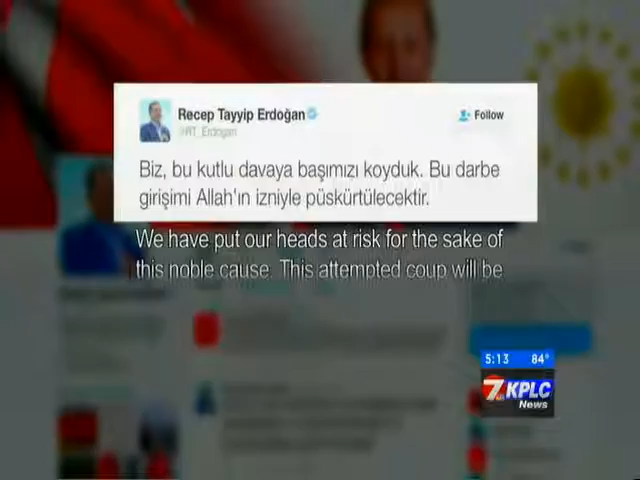 Recep Tayyip Erdoğan
Follow
@RT_Erdogan
Biz, bu kutlu davaya başımızı koyduk. Bu darbe
girişimi Allah'ın izniyle püskürtülecektir.
We have put our heads at risk for the sake of
this noble cause. This attempted coup will be
5:13 84°
7 KPLC
News